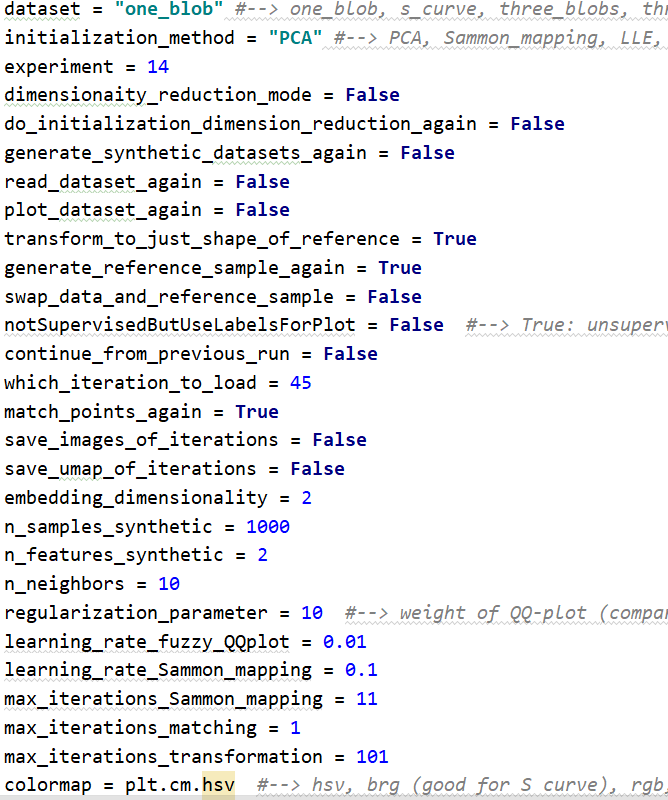 dataset = "one_blob" #--> one_blob, s_curve, three_blobs,
initialization_method = "PCA" #--> PCA, Sammon_mapping, LLE,
experiment = 14
dimensionaity_reduction_mode = False
do_initialization_dimension_reduction_again = False
generate_synthetic_datasets_again = False
read_dataset_again = False
plot_dataset_again = False
transform_to_just_shape_of_reference = True
generate_reference_sample_again = True
swap_data_and_reference_sample = False
notSupervisedButUseLabelsForPlot = False #--> True:
continue_from_previous_run = False
which_iteration_to_load = 45
match_points_again = True
save_images_of_iterations = False
save_umap_of_iterations = False
embedding_dimensionality = 2
n_samples_synthetic = 1000
n_features_synthetic = 2
n_neighbors = 10
regularization_parameter = 10 #--> weight of QQ-plot
learning_rate_fuzzy_QQplot = 0.01
learning_rate_Sammon_mapping = 0.1
max_iterations_Sammon_mapping = 11
max_iterations_matching = 1
max_iterations_transformation = 101
colormap = plt.cm.hsv #--> hsv, brg (good for S curve), rgb